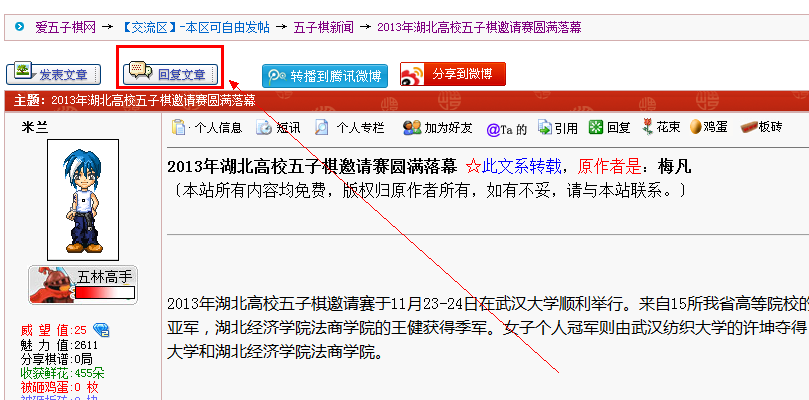 爱五子棋网 → 【交流区】-本区可自由发帖 → 五子棋新闻 → 2013年湖北高校五子棋邀请赛圆满落幕
发表文章 回复文章 转播到腾讯微博 分享到微博
主题：2013年湖北高校五子棋邀请赛圆满落幕
米兰
个人信息 短讯 个人专栏 加为好友 @Ta 的 引用 回复 花束 鸡蛋 板砖
2013年湖北高校五子棋邀请赛圆满落幕 ☆此文系转载，原作者是：梅凡
〔本站所有内容均免费，版权归原作者所有，如有不妥，请与本站联系。〕
五林高手
2013年湖北高校五子棋邀请赛于11月23-24日在武汉大学顺利举行。来自15所我省高等院校的
亚军，湖北经济学院法商学院的王健获得季军。女子个人冠军则由武汉纺织大学的许坤夺得
大学和湖北经济学院法商学院。
威 望 值:25
魅 力 值:2611
分享棋谱:0局
收获鲜花:455朵
被砸鸡蛋:0 枚